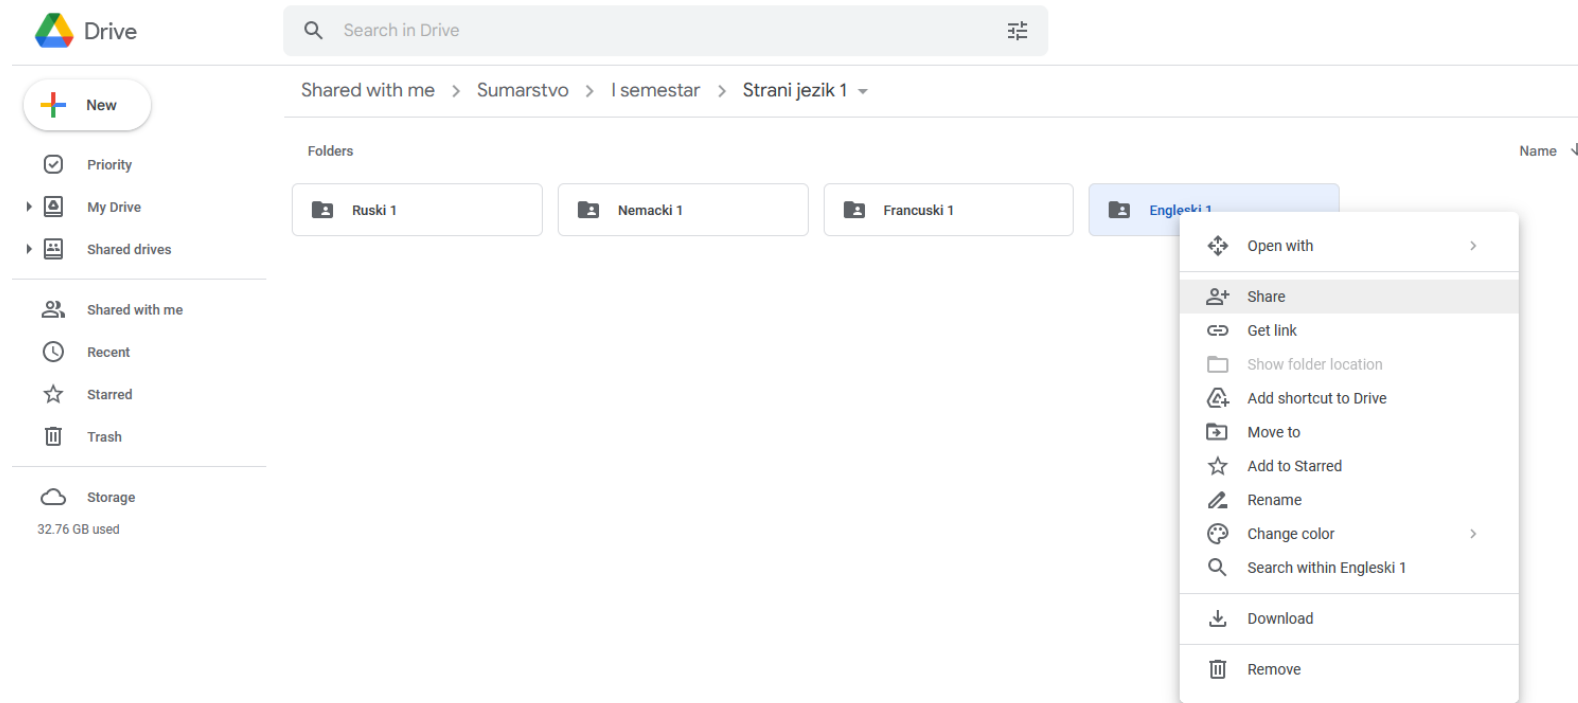 Drive
Search in Drive
New
Priority
My Drive
Shared drives
Shared with me
Recent
Starred
Trash
Storage
32.76 GB used
Shared with me > Sumarstvo > I semestar > Strani jezik 1
Folders
Name
Ruski 1
Nemacki 1
Francuski 1
Engleski 1
Open with
Share
Get link
Show folder location
Add shortcut to Drive
Move to
Add to Starred
Rename
Change color
Search within Engleski 1
Download
Remove